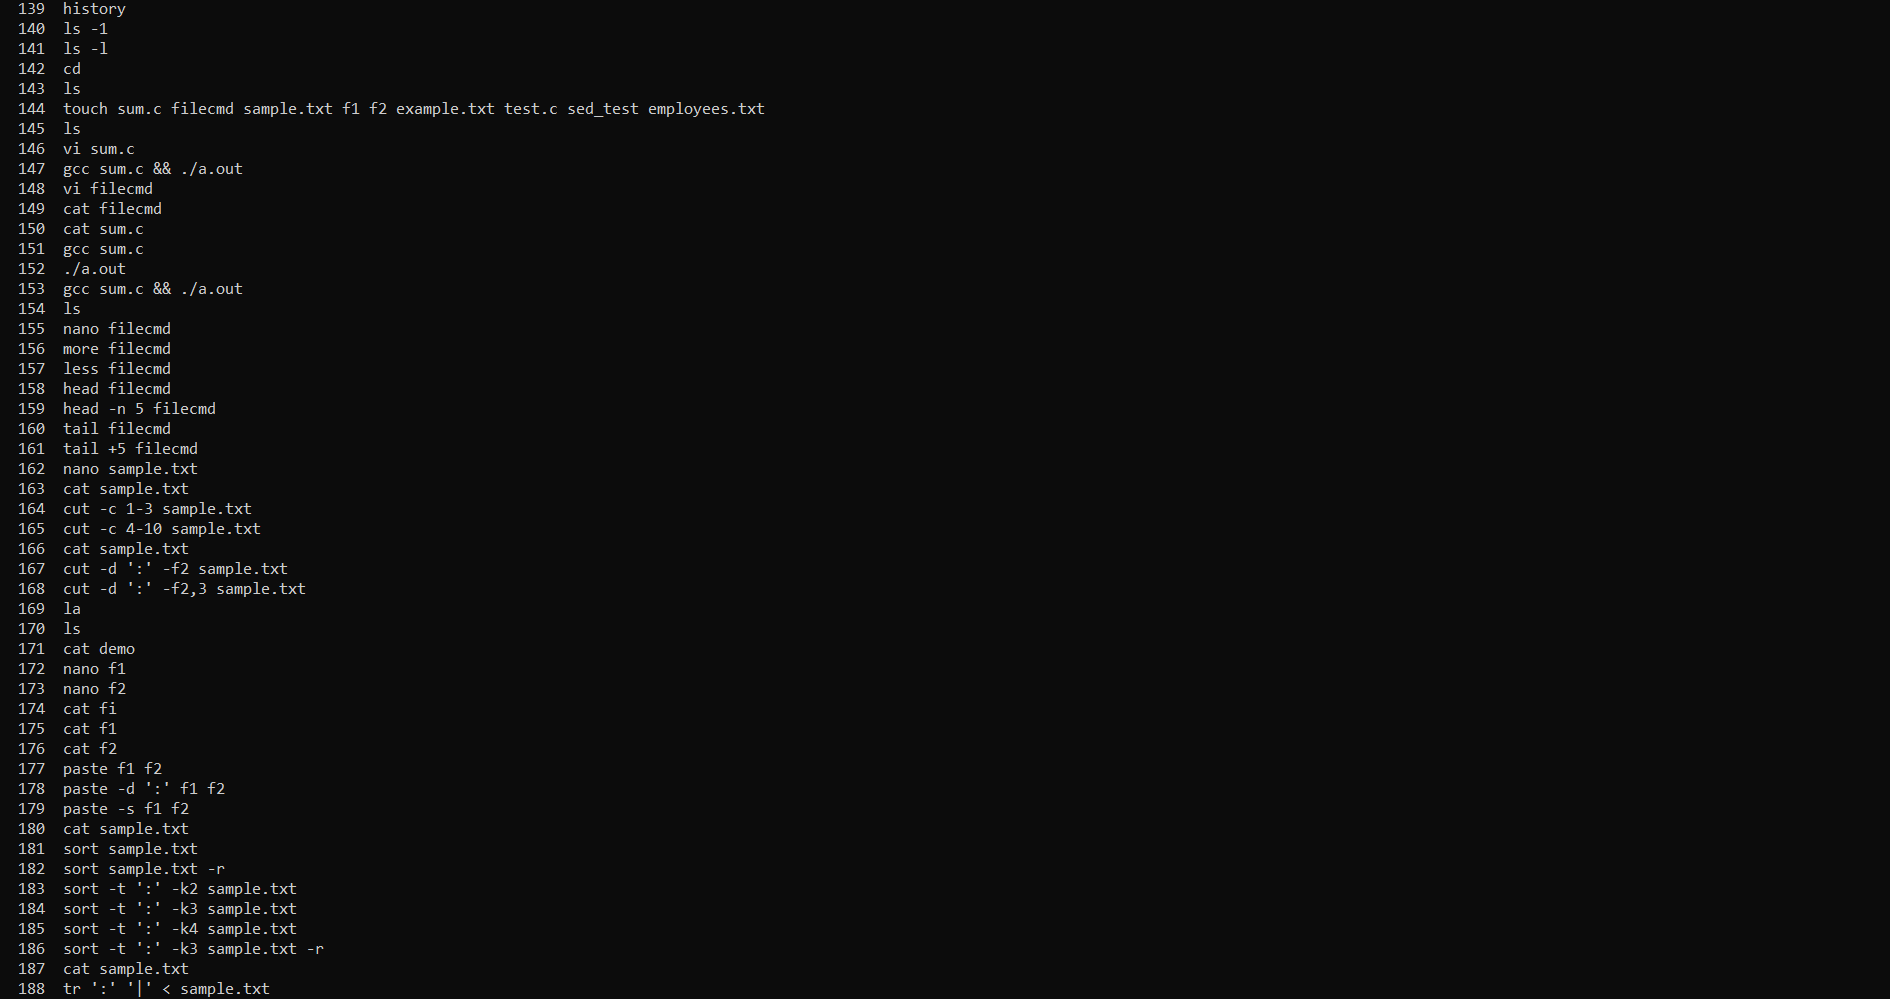 139 history
140 ls -1
141 ls -l
142 cd
143 ls
144 touch sum.c filecmd sample.txt f1 f2 example.txt test.c sed_test employees.txt
145 ls
146 vi sum.c
147 gcc sum.c && ./a.out
148 vi filecmd
149 cat filecmd
150 cat sum.c
151 gcc sum.c
152 ./a.out
153 gcc sum.c && ./a.out
154 ls
155 nano filecmd
156 more filecmd
157 less filecmd
158 head filecmd
159 head -n 5 filecmd
160 tail filecmd
161 tail +5 filecmd
162 nano sample.txt
163 cat sample.txt
164 cut -c 1-3 sample.txt
165 cut -c 4-10 sample.txt
166 cat sample.txt
167 cut -d ':' -f2 sample.txt
168 cut -d ':' -f2,3 sample.txt
169 la
170 ls
171 cat demo
172 nano f1
173 nano f2
174 cat fi
175 cat f1
176 cat f2
177 paste f1 f2
178 paste -d ':' f1 f2
179 paste -s f1 f2
180 cat sample.txt
181 sort sample.txt
182 sort sample.txt -r
183 sort -t ':' -k2 sample.txt
184 sort -t ':' -k3 sample.txt
185 sort -t ':' -k4 sample.txt
186 sort -t ':' -k3 sample.txt -r
187 cat sample.txt
188 tr ':' '|' < sample.txt